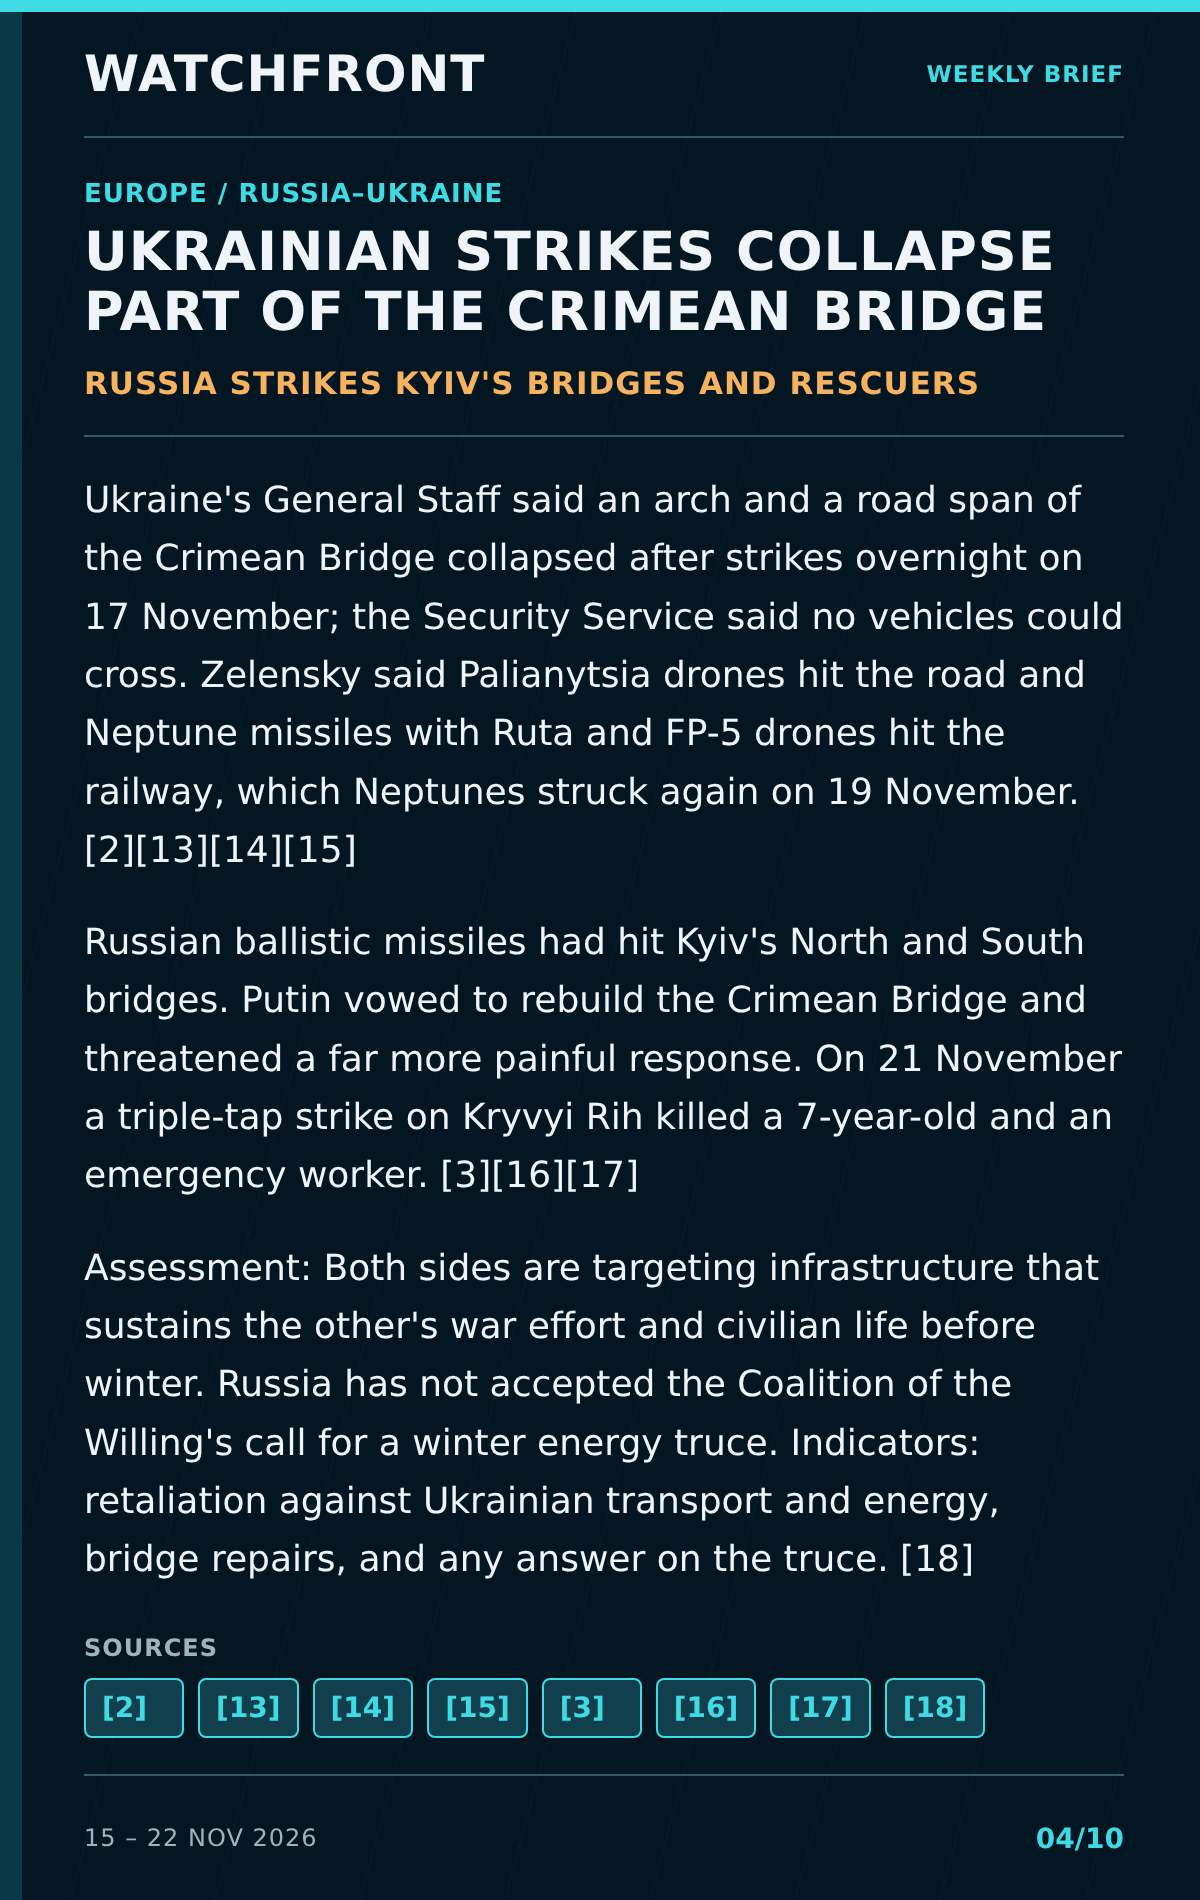 WATCHFRONT
WEEKLY BRIEF
EUROPE / RUSSIA–UKRAINE
UKRAINIAN STRIKES COLLAPSE
PART OF THE CRIMEAN BRIDGE
RUSSIA STRIKES KYIV'S BRIDGES AND RESCUERS
Ukraine's General Staff said an arch and a road span of
the Crimean Bridge collapsed after strikes overnight on
17 November; the Security Service said no vehicles could
cross. Zelensky said Palianytsia drones hit the road and
Neptune missiles with Ruta and FP-5 drones hit the
railway, which Neptunes struck again on 19 November.
[2][13][14][15]
Russian ballistic missiles had hit Kyiv's North and South
bridges. Putin vowed to rebuild the Crimean Bridge and
threatened a far more painful response. On 21 November
a triple-tap strike on Kryvyi Rih killed a 7-year-old and an
emergency worker. [3][16][17]
Assessment: Both sides are targeting infrastructure that
sustains the other's war effort and civilian life before
winter. Russia has not accepted the Coalition of the
Willing's call for a winter energy truce. Indicators:
retaliation against Ukrainian transport and energy,
bridge repairs, and any answer on the truce. [18]
SOURCES
[2] [13] [14] [15] [3] [16] [17] [18]
15 – 22 NOV 2026
04/10